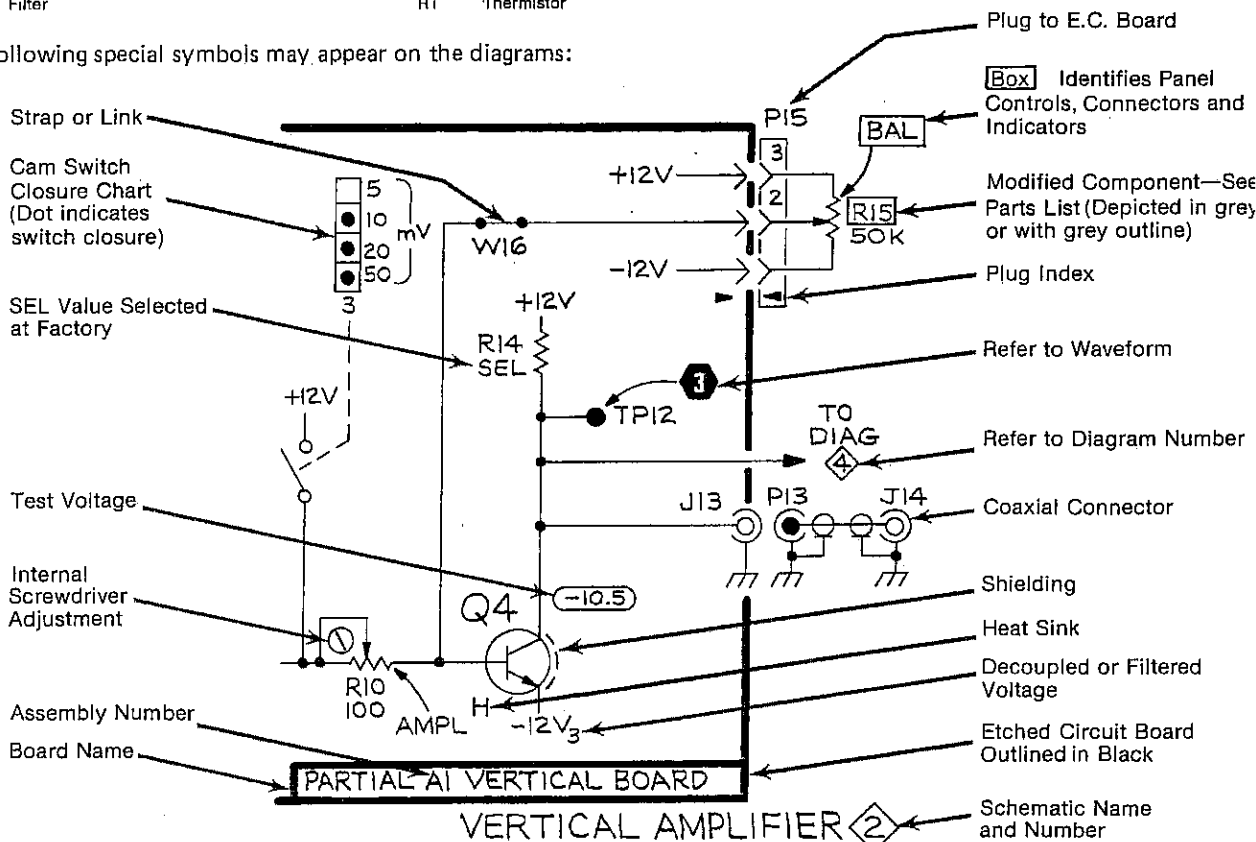 Filter
RT Thermistor
ollowing special symbols may appear on the diagrams:
Plug to E.C. Board
Box Identifies Panel
Controls, Connectors and
Indicators
Strap or Link
P15
BAL
Cam Switch
Closure Chart
(Dot indicates
switch closure)
5
10
20
50
mV
3
+12V
3
2
W16
-12V
R15
50K
Modified Component—See
Parts List (Depicted in grey
or with grey outline)
Plug Index
SEL Value Selected
at Factory
+12V
R14
SEL
3
TP12
Refer to Waveform
+12V
TO
DIAG
4
Refer to Diagram Number
Test Voltage
J13
P13
J14
Coaxial Connector
Internal
Screwdriver
Adjustment
Q4
-10.5
Shielding
Heat Sink
R10
100
AMPL
H
-12V3
Decoupled or Filtered
Voltage
Assembly Number
Board Name
Etched Circuit Board
Outlined in Black
PARTIAL A1 VERTICAL BOARD
VERTICAL AMPLIFIER 2
Schematic Name
and Number